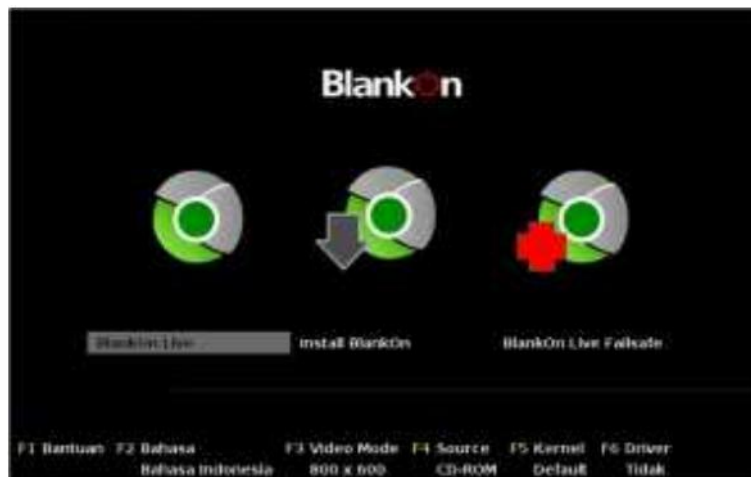 BlankOn
BlankOn Live
Install BlankOn
BlankOn Live Failsafe
F1 Bantuan F2 Bahasa F3 Video Mode F4 Source F5 Kernel F6 Driver
Bahasa Indonesia 800 x 600 CD-ROM Default Tidak